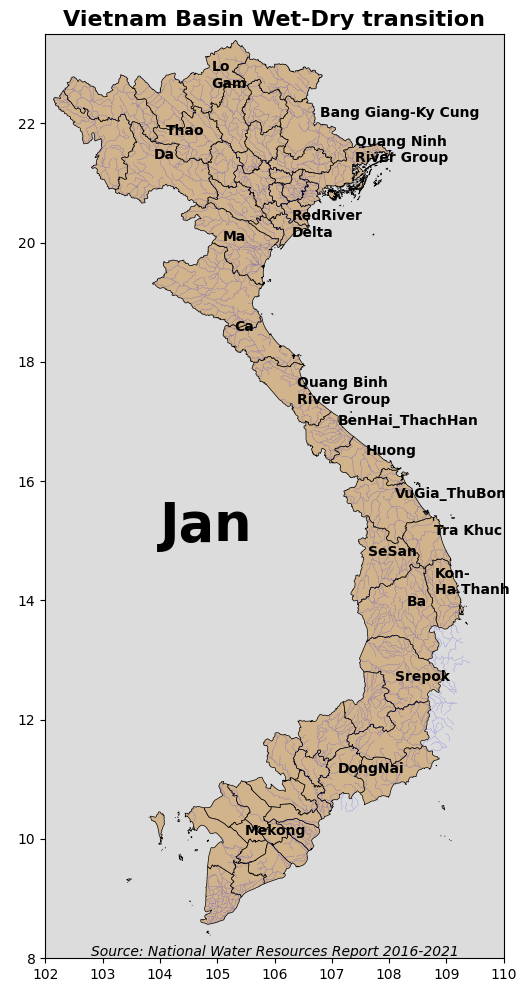 Vietnam Basin Wet-Dry transition
Lo
Gam
Bang Giang-Ky Cung
22
Thao
Quang Ninh
River Group
Da
RedRiver
Delta
20
Ma
Ca
18
Quang Binh
River Group
BenHai_ThachHan
Huong
16
VuGia_ThuBon
Jan
Tra Khuc
SeSan
Kon-
Ha Thanh
14
Ba
Srepok
12
DongNai
10
Mekong
Source: National Water Resources Report 2016-2021
8
102 103 104 105 106 107 108 109 110